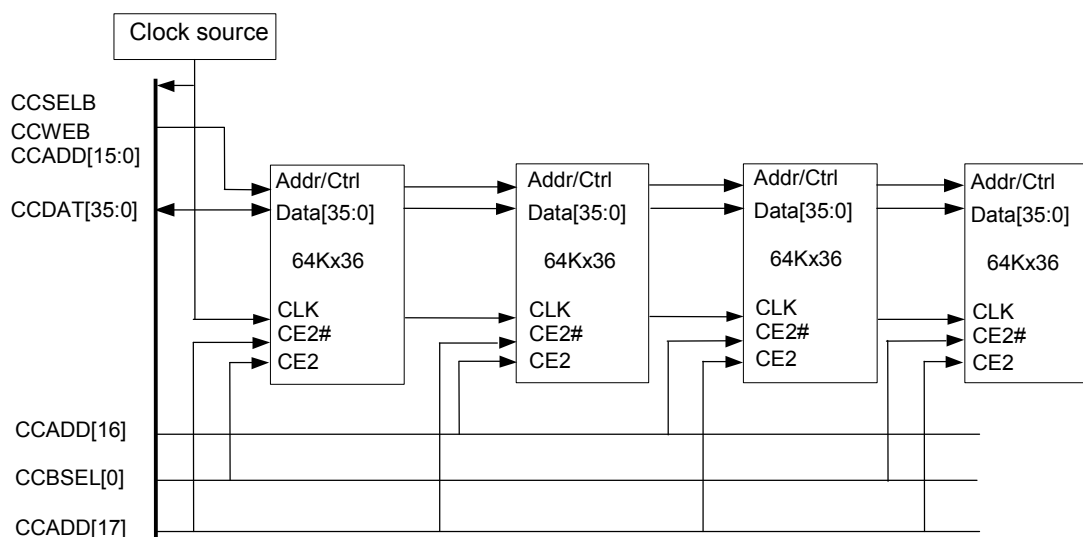 Clock source
CCSELB
CCWEB
CCADD[15:0]
CCDAT[35:0]
Addr/Ctrl
Data[35:0]
64Kx36
CLK
CE2#
CE2
Addr/Ctrl
Data[35:0]
64Kx36
CLK
CE2#
CE2
Addr/Ctrl
Data[35:0]
64Kx36
CLK
CE2#
CE2
Addr/Ctrl
Data[35:0]
64Kx36
CLK
CE2#
CE2
CCADD[16]
CCBSEL[0]
CCADD[17]